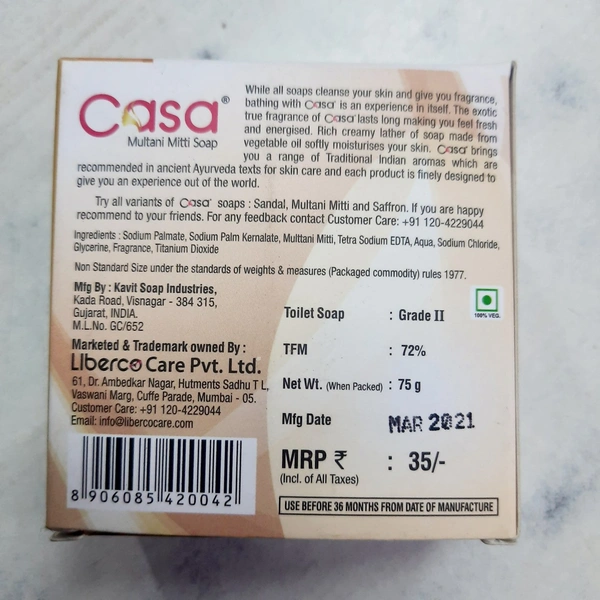 Casa®
Multani Mitti Soap
While all soaps cleanse your skin and give you fragrance,
bathing with Casa® is an experience in itself. The exotic
true fragrance of Casa® lasts long making you feel fresh
and energised. Rich creamy lather of soap made from
vegetable oil softly moisturises your skin. Casa® brings
you a range of Traditional Indian aromas which are
recommended in ancient Ayurveda texts for skin care and each product is finely designed to
give you an experience out of the world.
Try all variants of Casa® soaps : Sandal, Multani Mitti and Saffron. If you are happy
recommend to your friends. For any feedback contact Customer Care: +91 120-4229044
Ingredients : Sodium Palmate, Sodium Palm Kernalate, Multtani Mitti, Tetra Sodium EDTA, Aqua, Sodium Chloride,
Glycerine, Fragrance, Titanium Dioxide
Non Standard Size under the standards of weights & measures (Packaged commodity) rules 1977.
Mfg By : Kavit Soap Industries,
Kada Road, Visnagar - 384 315,
Gujarat, INDIA.
M.L.No. GC/652
Marketed & Trademark owned By :
Liberco Care Pvt. Ltd.
61, Dr. Ambedkar Nagar, Hutments Sadhu T L,
Vaswani Marg, Cuffe Parade, Mumbai - 05.
Customer Care: +91 120-4229044
Email: info@libercocare.com
8 906085 420042
100% VEG.
Toilet Soap : Grade II
TFM : 72%
Net Wt. (When Packed) : 75 g
Mfg Date MAR 2021
MRP ₹ : 35/-
(Incl. of All Taxes)
USE BEFORE 36 MONTHS FROM DATE OF MANUFACTURE